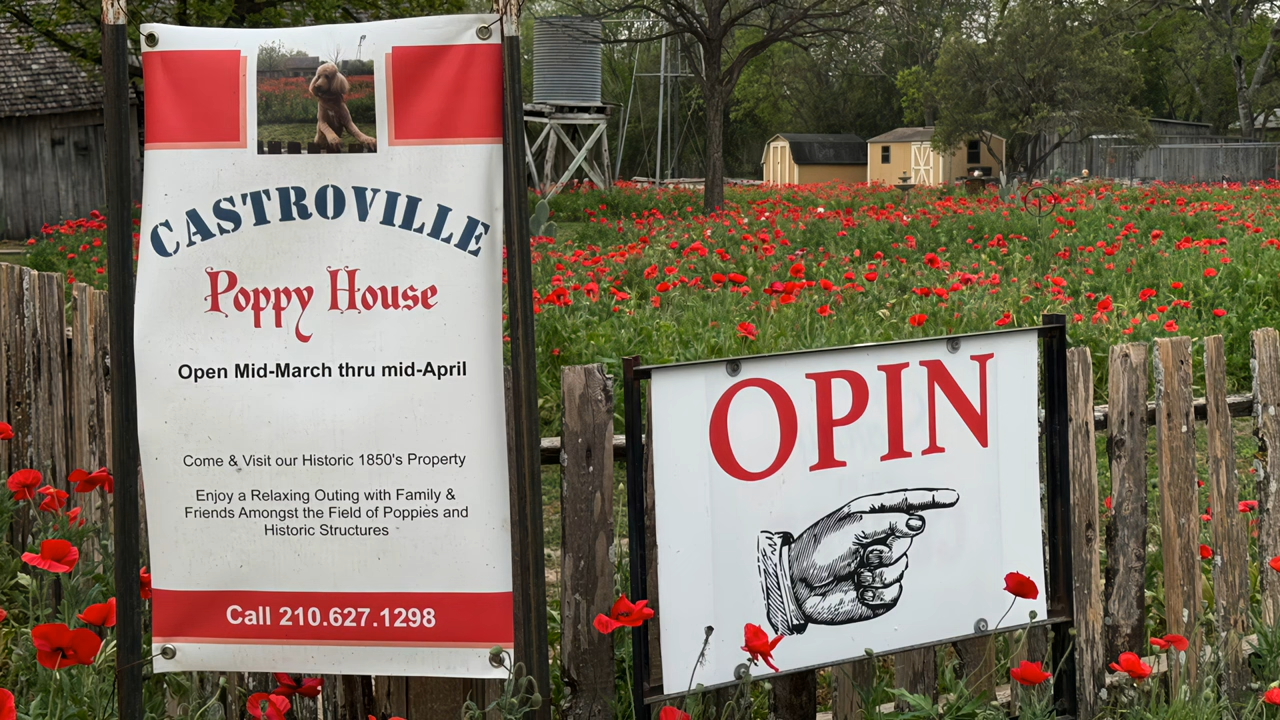 CASTROVILLE
Poppy House
Open Mid-March thru mid-April
Come & Visit our Historic 1850's Property
Enjoy a Relaxing Outing with Family &
Friends Amongst the Field of Poppies and
Historic Structures
Call 210.627.1298
OPIN